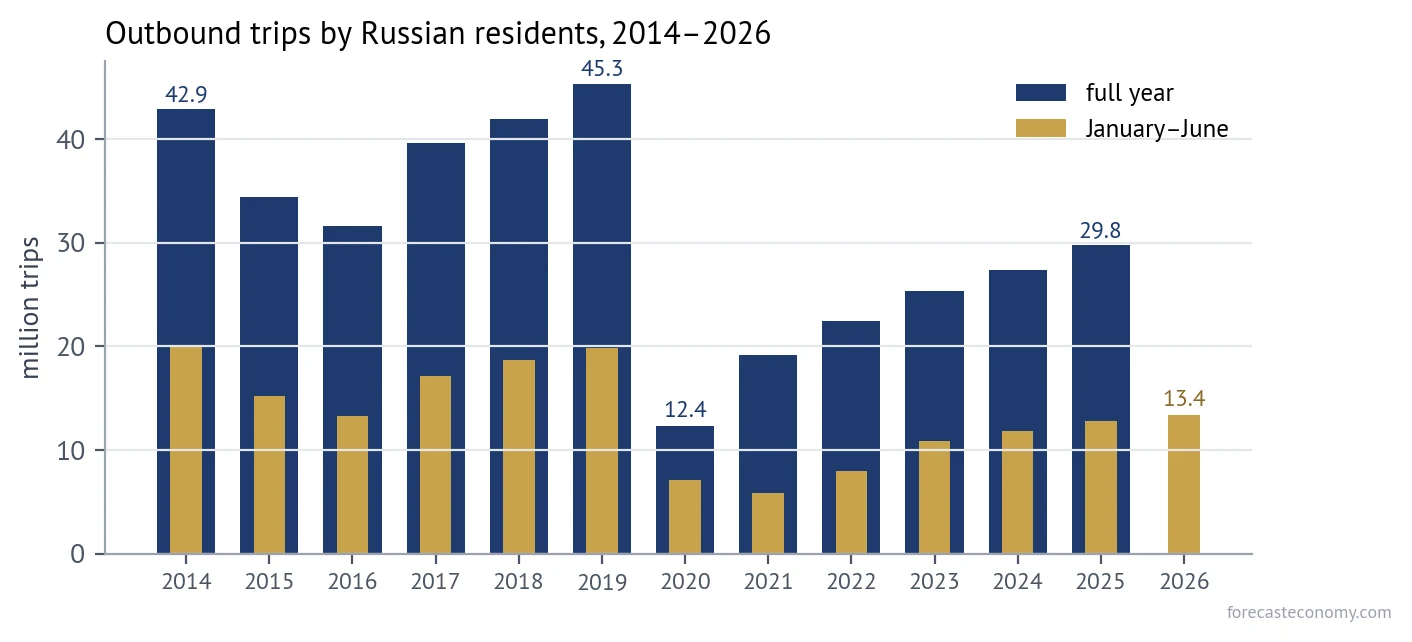 Outbound trips by Russian residents, 2014–2026
45.3
42.9
full year
January–June
40
30
29.8
million trips
20
13.4
12.4
10
0
2014 2015 2016 2017 2018 2019 2020 2021 2022 2023 2024 2025 2026
forecasteconomy.com